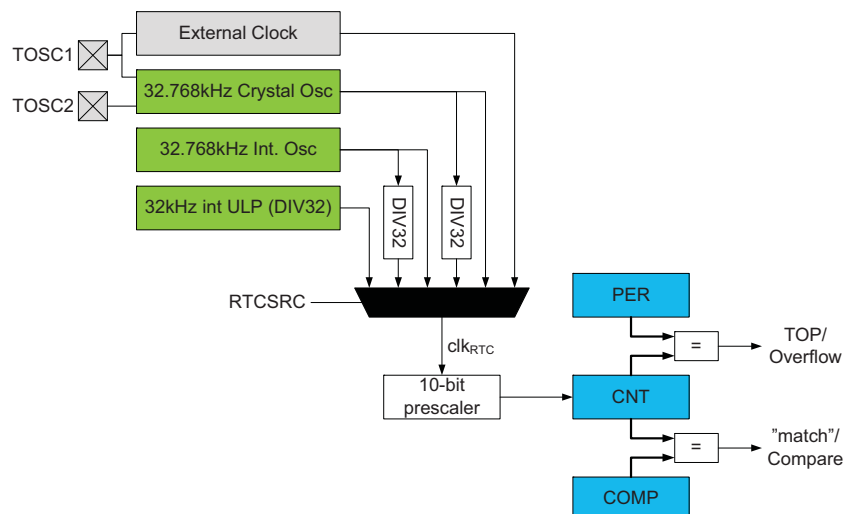 External Clock
TOSC1
32.768kHz Crystal Osc
TOSC2
32.768kHz Int. Osc
32kHz int ULP (DIV32)
DIV32
DIV32
RTCSRC
PER
clkRTC
=
TOP/
Overflow
10-bit
prescaler
CNT
=
”match”/
Compare
COMP